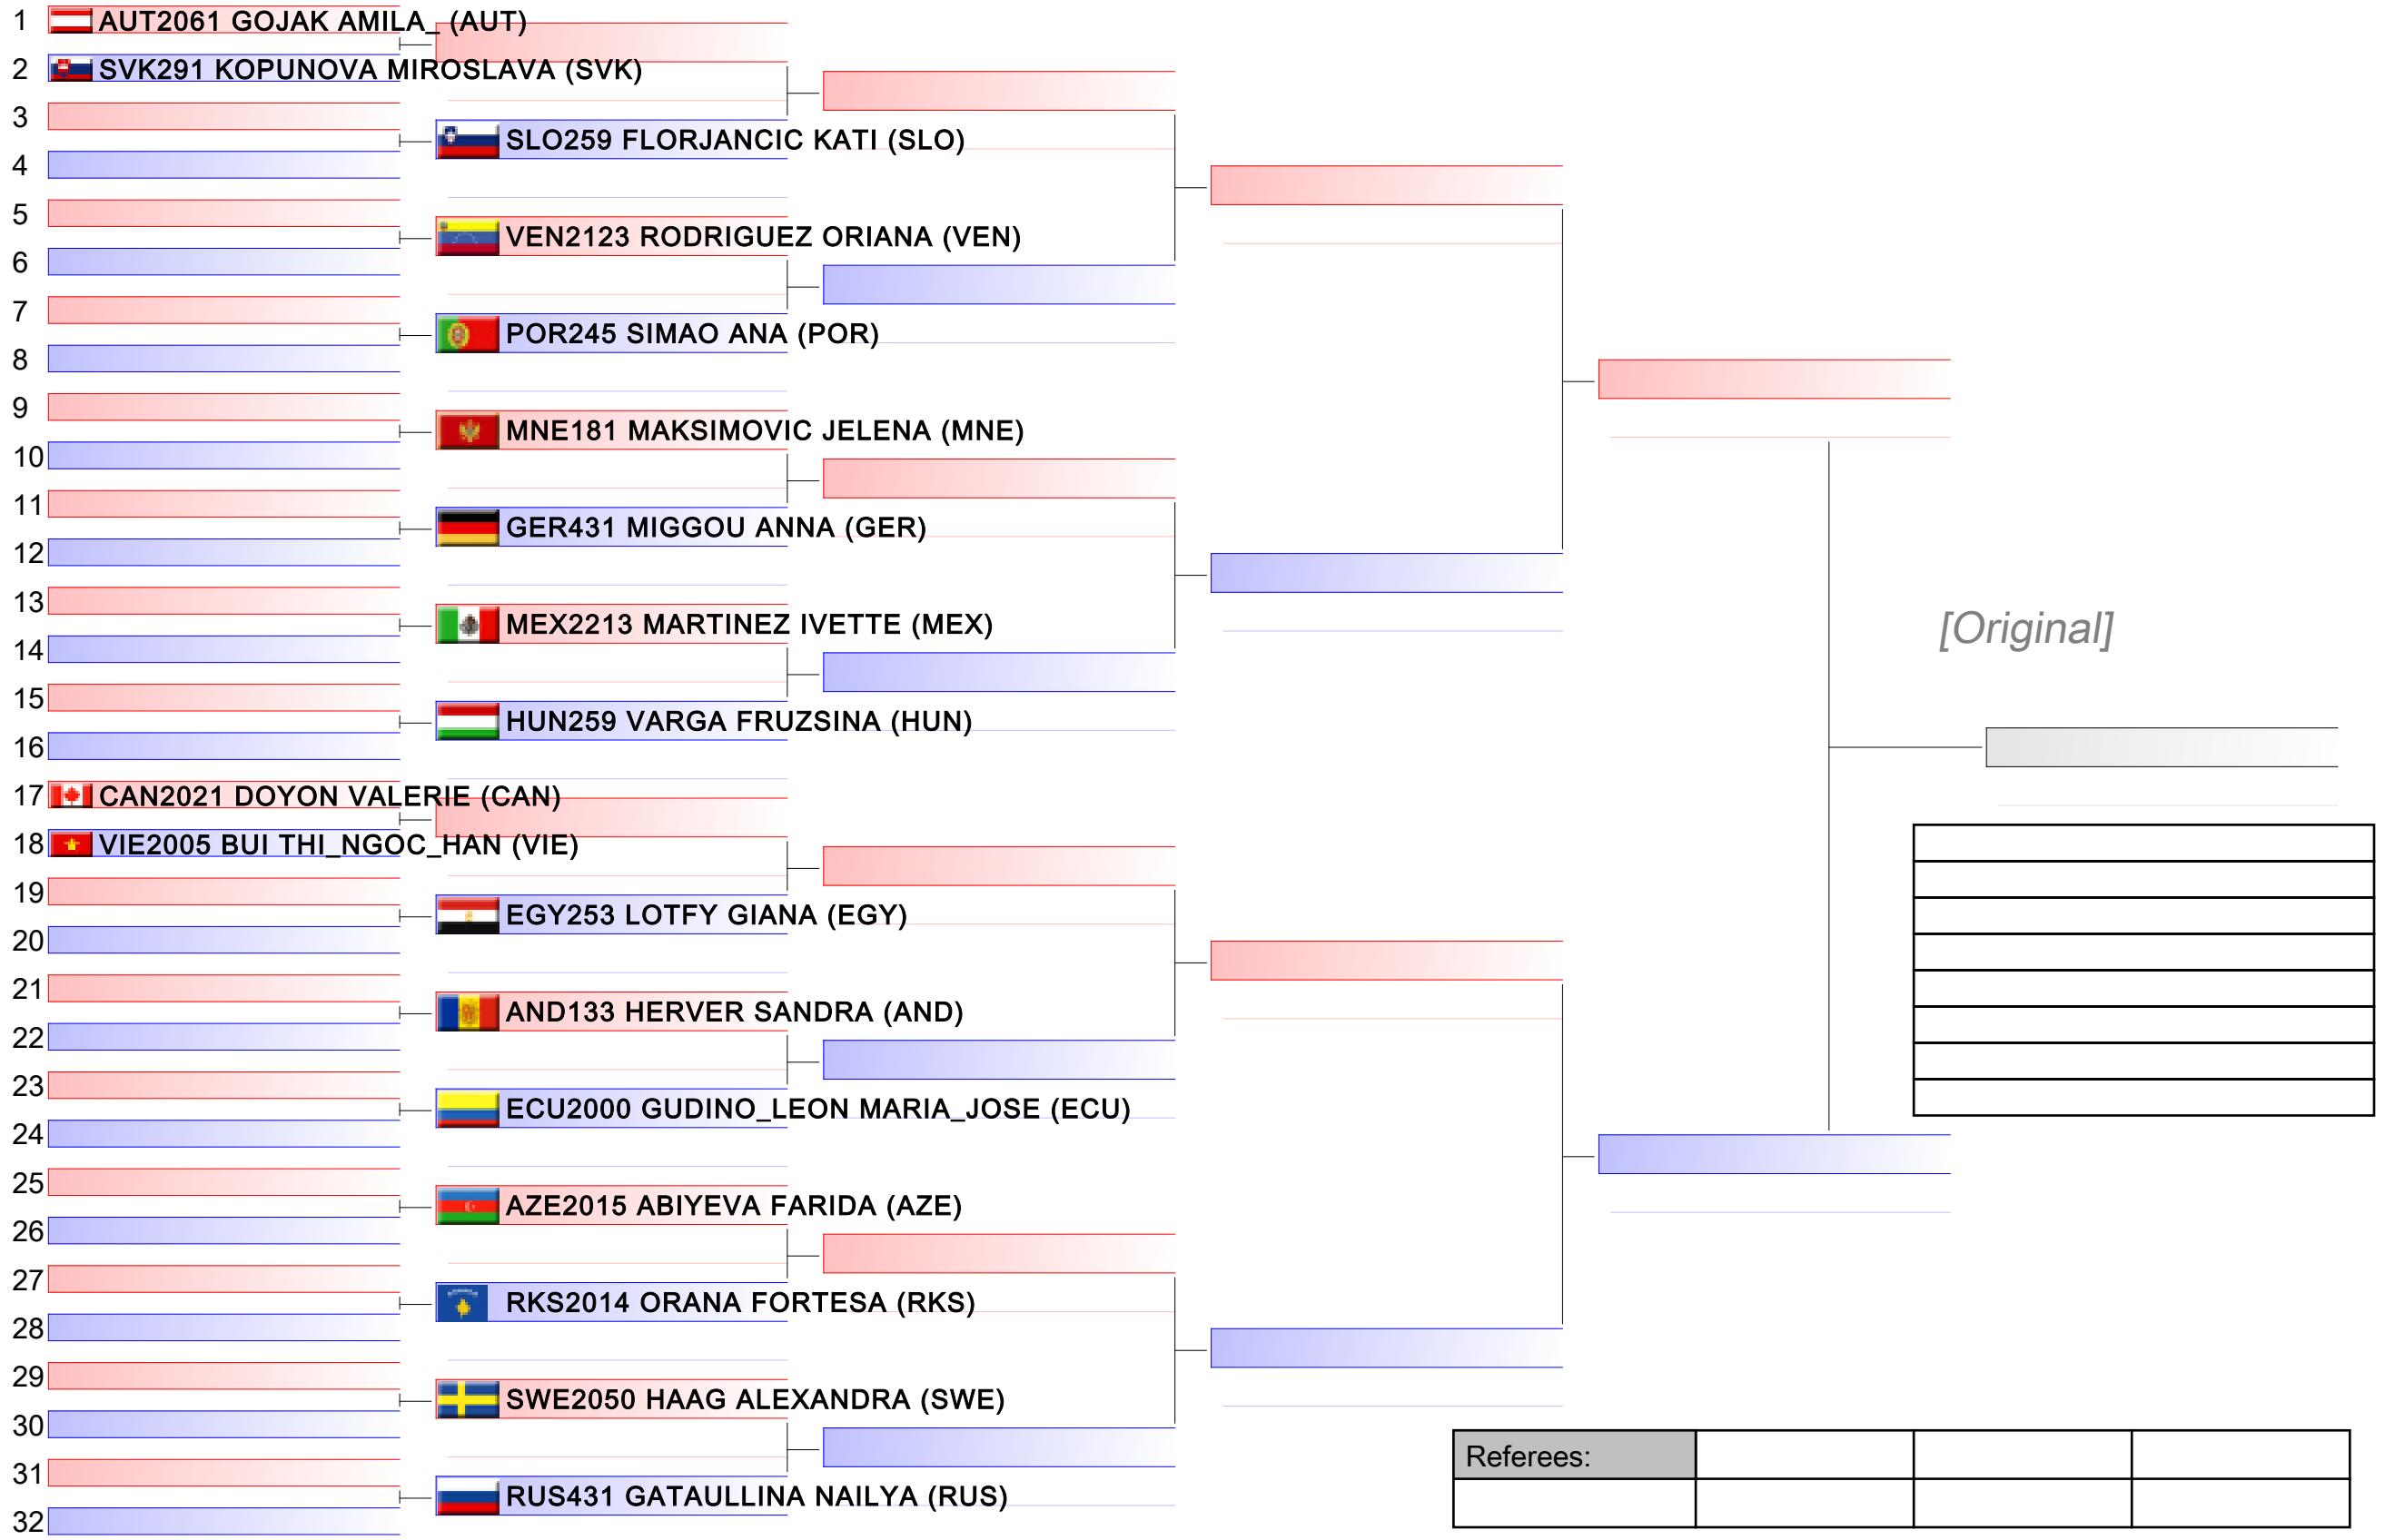 1 AUT2061 GOJAK AMILA_ (AUT)
2 SVK291 KOPUNOVA MIROSLAVA (SVK)
3
SLO259 FLORJANCIC KATI (SLO)
4
5
VEN2123 RODRIGUEZ ORIANA (VEN)
6
7
POR245 SIMAO ANA (POR)
8
9
MNE181 MAKSIMOVIC JELENA (MNE)
10
11
GER431 MIGGOU ANNA (GER)
12
13
MEX2213 MARTINEZ IVETTE (MEX)
[Original]
14
15
HUN259 VARGA FRUZSINA (HUN)
16
17 CAN2021 DOYON VALERIE (CAN)
18 VIE2005 BUI THI_NGOC_HAN (VIE)
19
EGY253 LOTFY GIANA (EGY)
20
21
AND133 HERVER SANDRA (AND)
22
23
ECU2000 GUDINO_LEON MARIA_JOSE (ECU)
24
25
AZE2015 ABIYEVA FARIDA (AZE)
26
27
RKS2014 ORANA FORTESA (RKS)
28
29
SWE2050 HAAG ALEXANDRA (SWE)
30
Referees:
31
RUS431 GATAULLINA NAILYA (RUS)
32